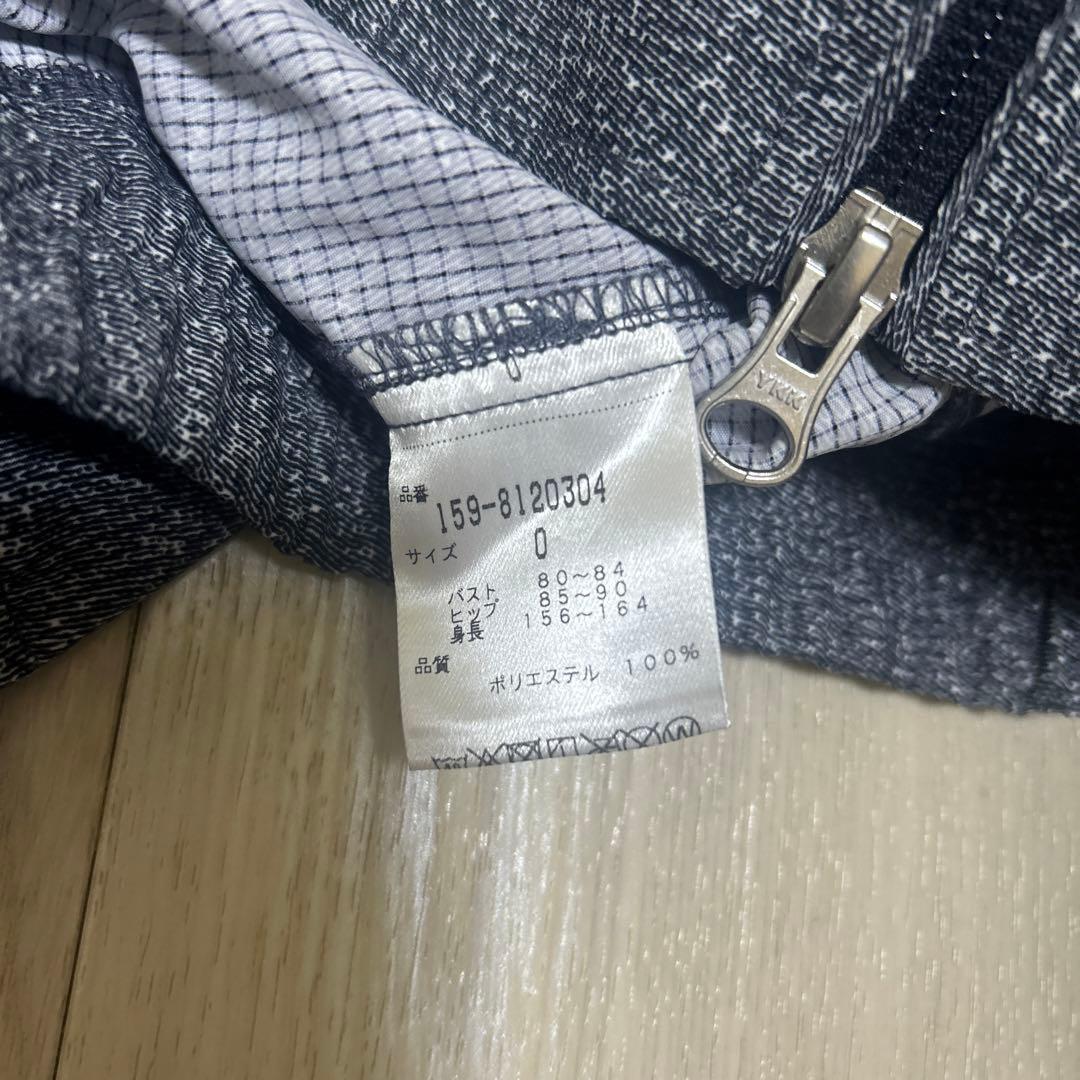 YKK
品番 159-8120304
サイズ 0
バスト 80〜84
ヒップ 85〜90
身長 156〜164
品質
ポリエステル 100%